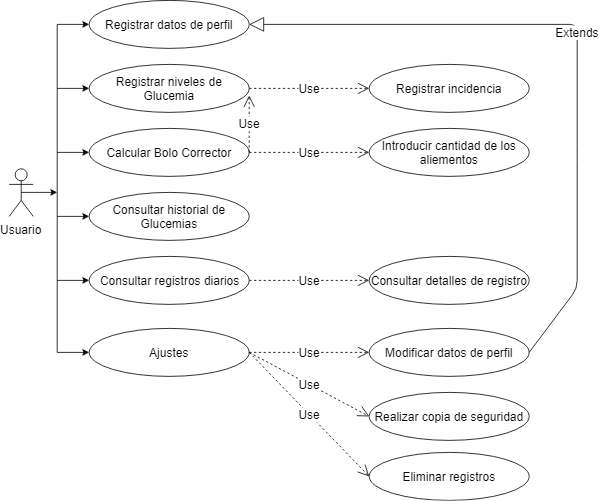 Registrar datos de perfil
Extends
Registrar niveles de
Glucemia
Use
Registrar incidencia
Use
Calcular Bolo Corrector
Use
Introducir cantidad de los
aliementos
Usuario
Consultar historial de
Glucemias
Consultar registros diarios
Use
Consultar detalles de registro
Ajustes
Use
Modificar datos de perfil
Use
Realizar copia de seguridad
Use
Eliminar registros